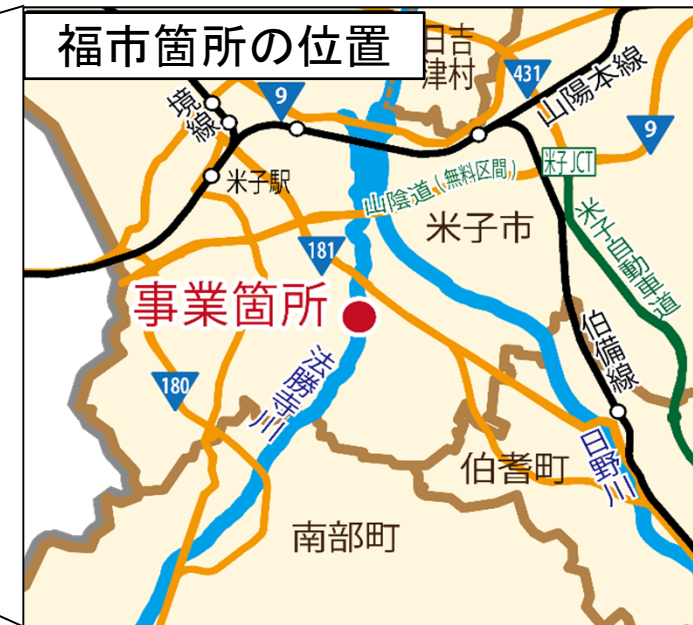 福市箇所の位置
日吉
津村
431
山陽本線
9
境線
9
米子JCT
米子駅
山陰道(無料区間)
米子市
米子自動車道
181
事業箇所
伯備線
180
法勝寺川
日野川
伯耆町
南部町